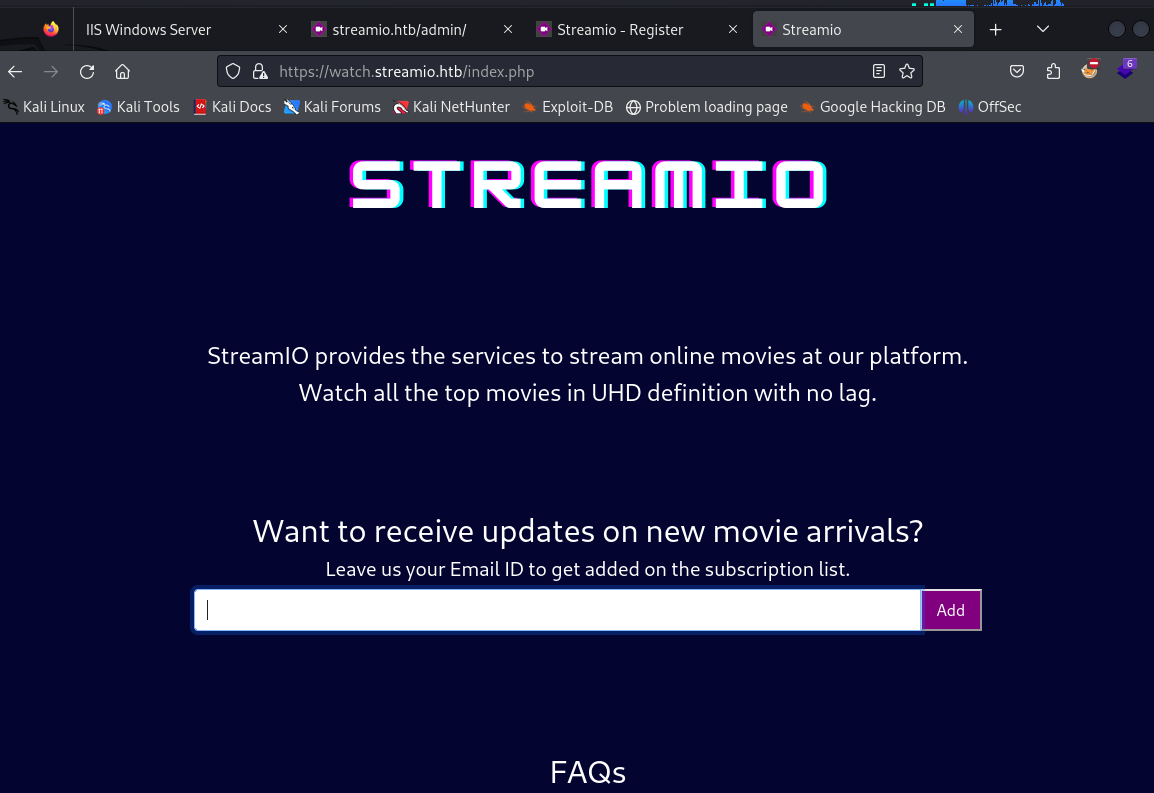 IIS Windows Server
streamio.htb/admin/
Streamio - Register
Streamio
https://watch.streamio.htb/index.php
6
Kali Linux
Kali Tools
Kali Docs
Kali Forums
Kali NetHunter
Exploit-DB
Problem loading page
Google Hacking DB
OffSec
STREAMIO
StreamIO provides the services to stream online movies at our platform.
Watch all the top movies in UHD definition with no lag.
Want to receive updates on new movie arrivals?
Leave us your Email ID to get added on the subscription list.
Add
FAQs